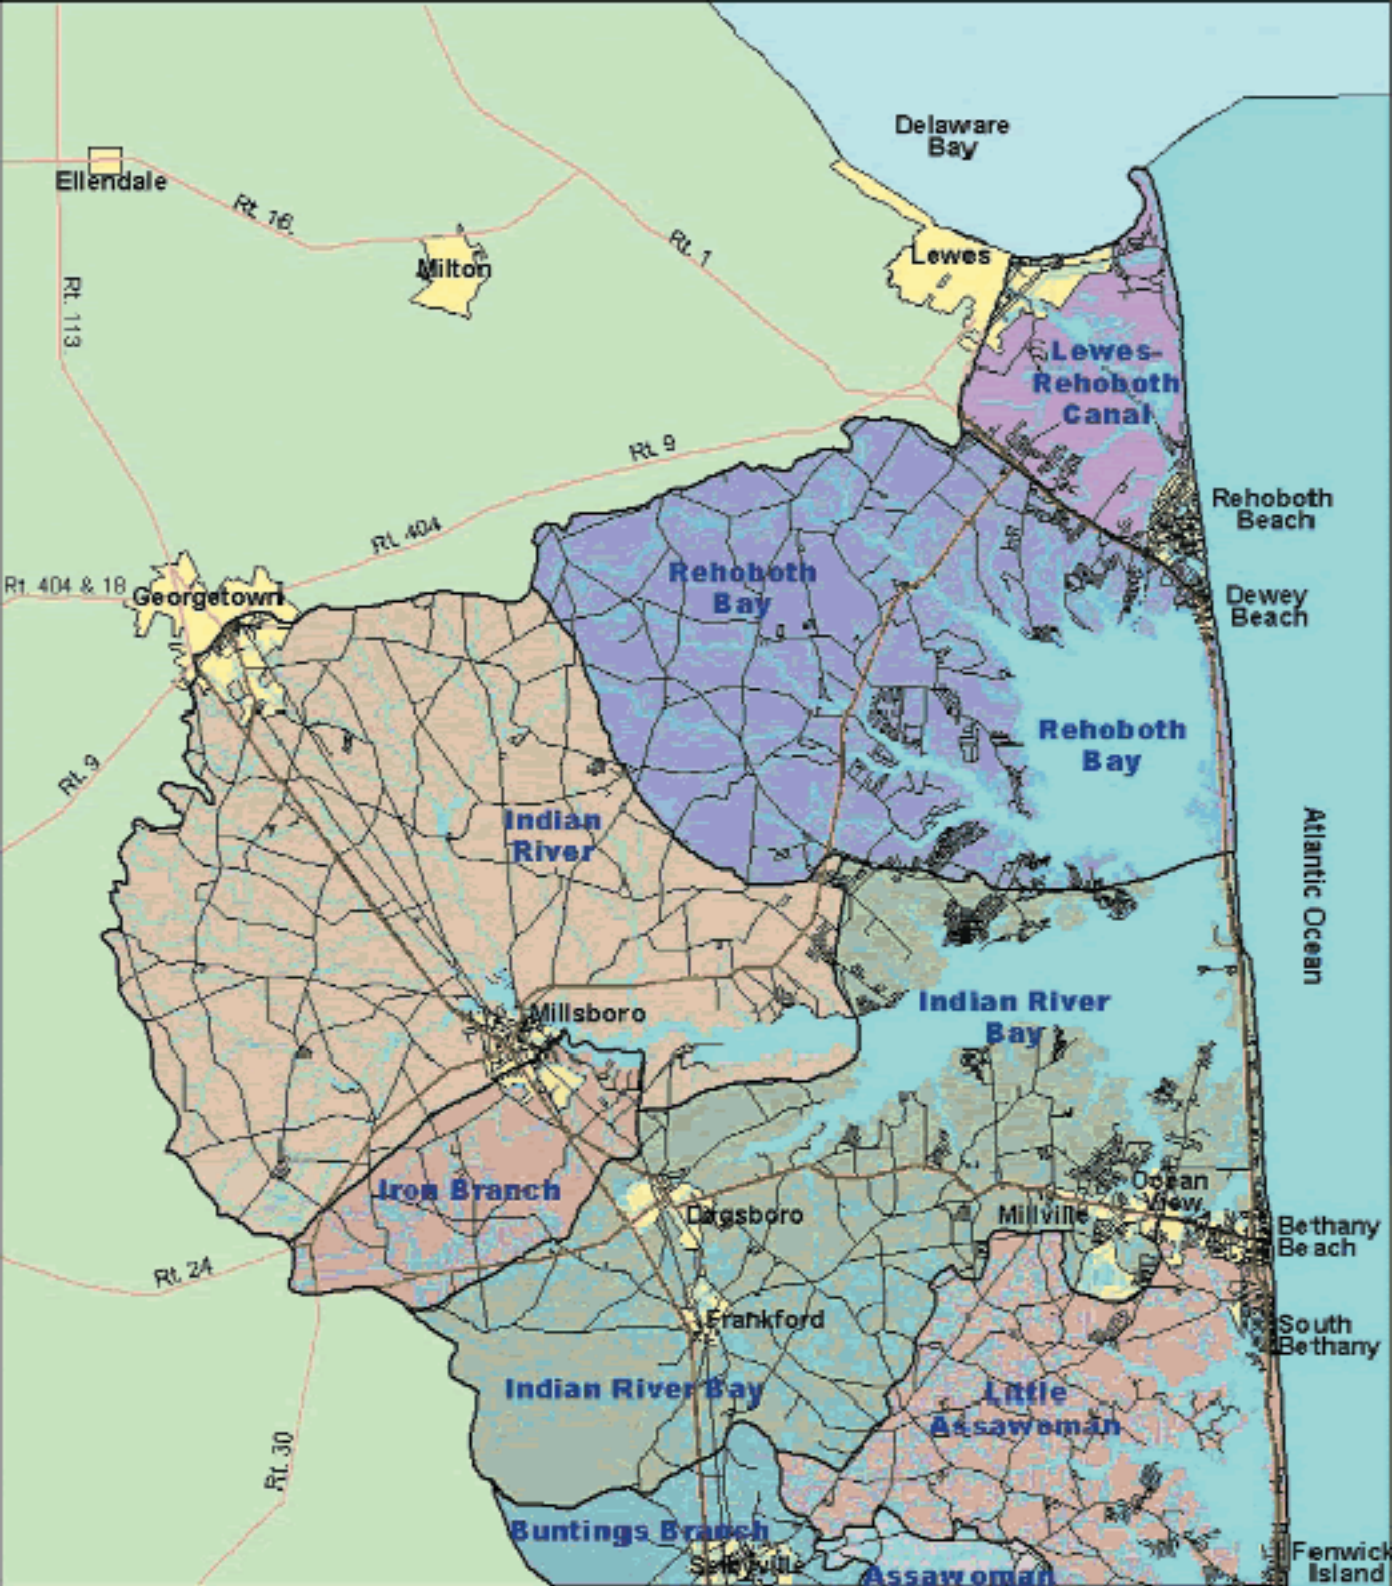 Delaware
Bay
Ellendale
Rt. 16.
Rt. 1
Milton
Lewes
Rt. 113.
Lewes-
Rehoboth
Canal
Rt. 9
Rehoboth
Beach
Rt. 404
Rehoboth
Bay
Rt. 404 & 18
Georgetown
Dewey
Beach
Rehoboth
Bay
Rt. 9
Indian
River
Atlantic Ocean
Indian River
Bay
Millsboro
Iron Branch
Ocean
View
Dagsboro
Millville
Bethany
Beach
Rt. 24
Frankford
South
Bethany
Indian River Bay
Little
Assawoman
Rt. 30
Buntings Branch
Selbyville
Assawoman
Fenwick
Island